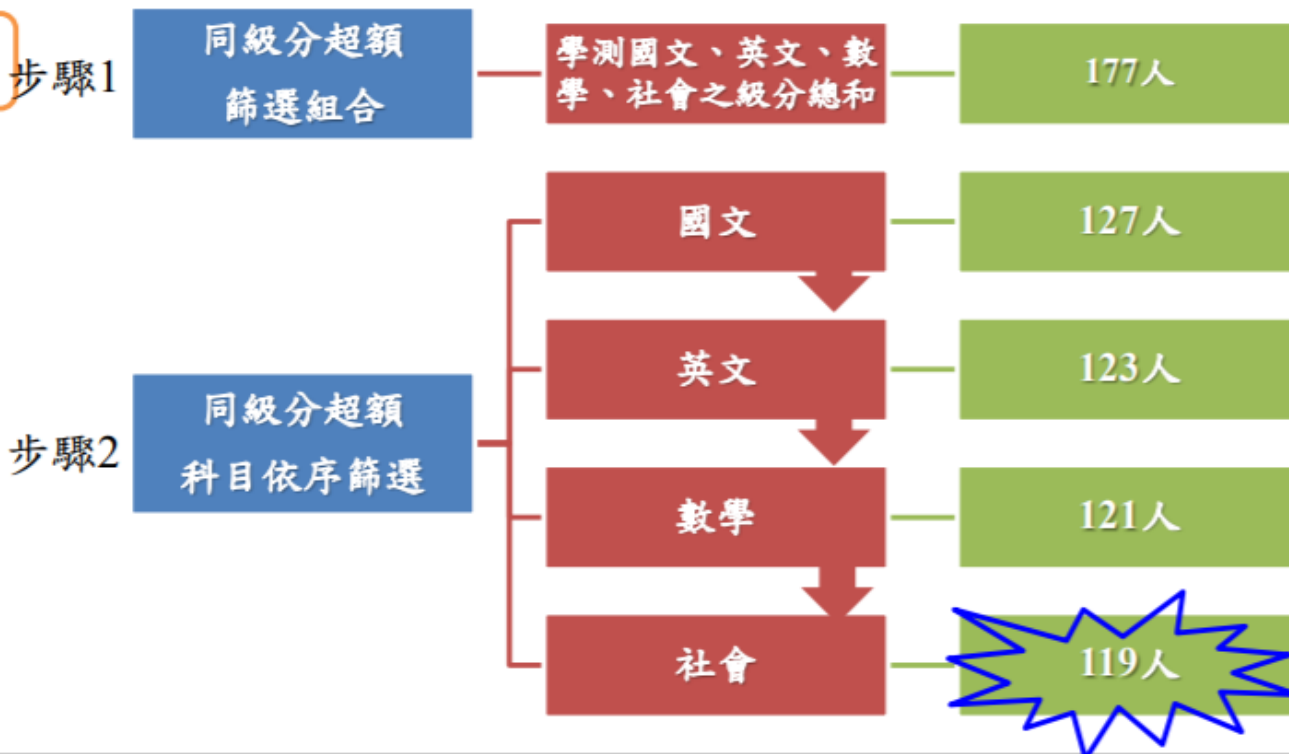 步驟1
同級分超額
篩選組合
學測國文、英文、數
學、社會之級分總和
177人
步驟2
同級分超額
科目依序篩選
國文
127人
英文
123人
數學
121人
社會
119人